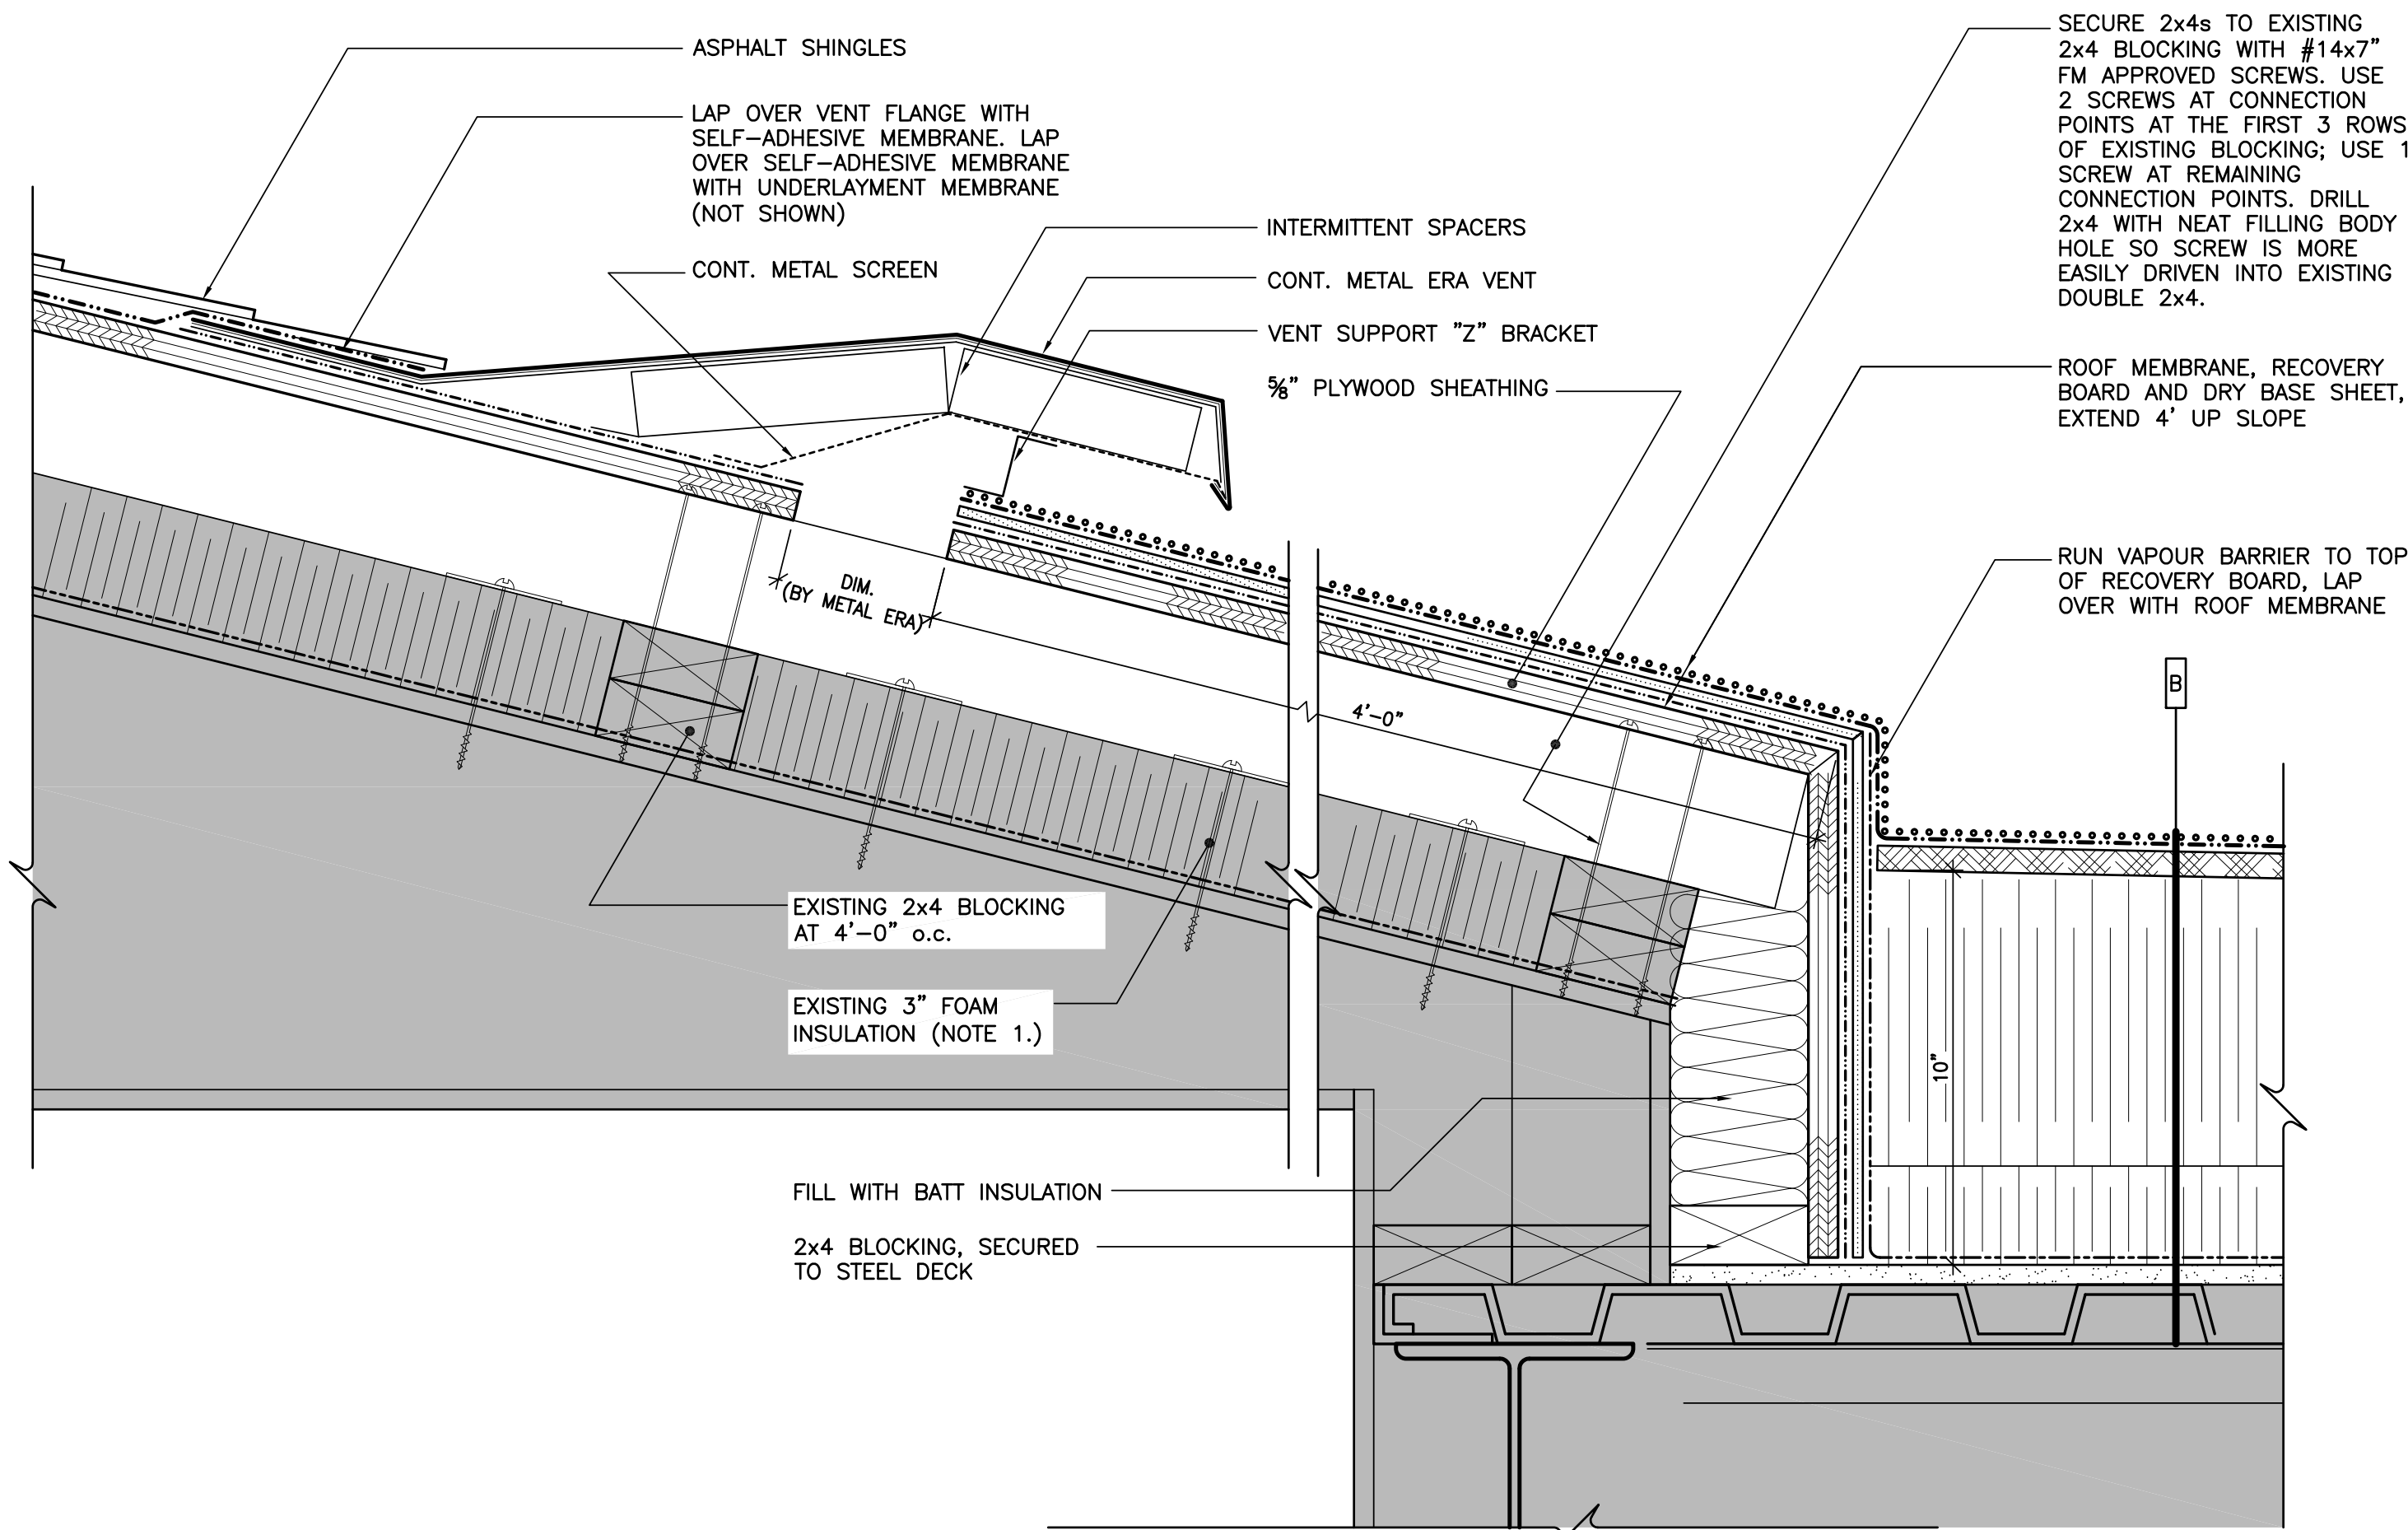 ASPHALT SHINGLES
LAP OVER VENT FLANGE WITH
SELF-ADHESIVE MEMBRANE. LAP
OVER SELF-ADHESIVE MEMBRANE
WITH UNDERLAYMENT MEMBRANE
(NOT SHOWN)
CONT. METAL SCREEN
INTERMITTENT SPACERS
CONT. METAL ERA VENT
VENT SUPPORT "Z" BRACKET
⅝" PLYWOOD SHEATHING
SECURE 2x4s TO EXISTING
2x4 BLOCKING WITH #14x7"
FM APPROVED SCREWS. USE
2 SCREWS AT CONNECTION
POINTS AT THE FIRST 3 ROWS
OF EXISTING BLOCKING; USE 1
SCREW AT REMAINING
CONNECTION POINTS. DRILL
2x4 WITH NEAT FILLING BODY
HOLE SO SCREW IS MORE
EASILY DRIVEN INTO EXISTING
DOUBLE 2x4.
ROOF MEMBRANE, RECOVERY
BOARD AND DRY BASE SHEET,
EXTEND 4' UP SLOPE
RUN VAPOUR BARRIER TO TOP
OF RECOVERY BOARD, LAP
OVER WITH ROOF MEMBRANE
B
DIM.
(BY METAL ERA)
4'-0"
EXISTING 2x4 BLOCKING
AT 4'-0" o.c.
EXISTING 3" FOAM
INSULATION (NOTE 1.)
10"
FILL WITH BATT INSULATION
2x4 BLOCKING, SECURED
TO STEEL DECK